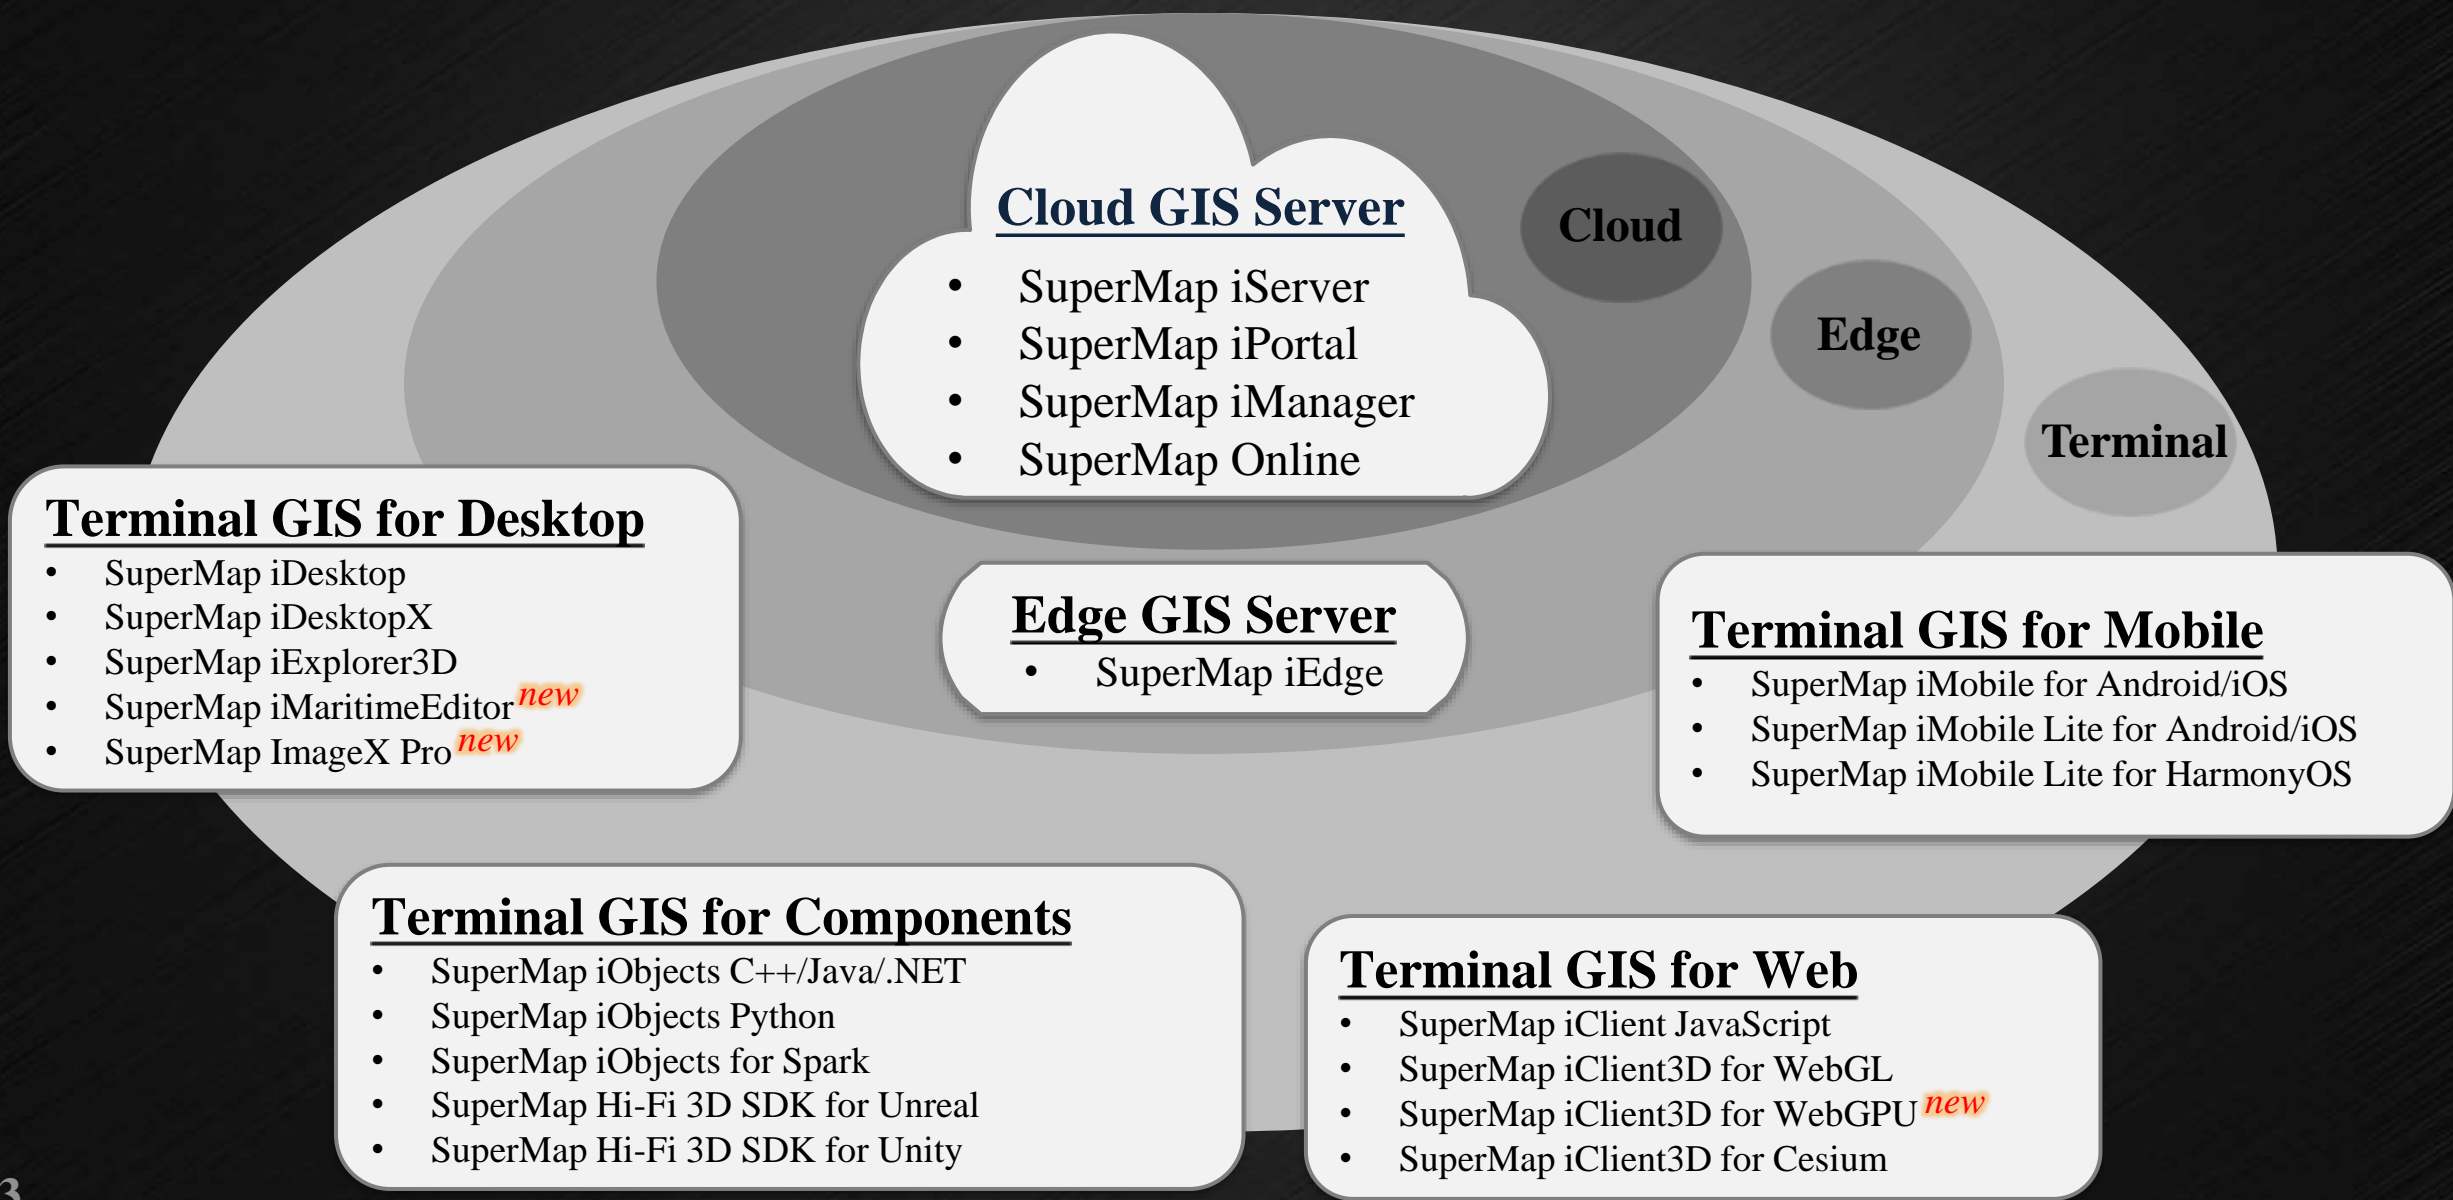 Cloud GIS Server
• SuperMap iServer
• SuperMap iPortal
• SuperMap iManager
• SuperMap Online
Cloud
Edge
Terminal
Terminal GIS for Desktop
• SuperMap iDesktop
• SuperMap iDesktopX
• SuperMap iExplorer3D
• SuperMap iMaritimeEditor new
• SuperMap ImageX Pro new
Edge GIS Server
• SuperMap iEdge
Terminal GIS for Mobile
• SuperMap iMobile for Android/iOS
• SuperMap iMobile Lite for Android/iOS
• SuperMap iMobile Lite for HarmonyOS
Terminal GIS for Components
• SuperMap iObjects C++/Java/.NET
• SuperMap iObjects Python
• SuperMap iObjects for Spark
• SuperMap Hi-Fi 3D SDK for Unreal
• SuperMap Hi-Fi 3D SDK for Unity
Terminal GIS for Web
• SuperMap iClient JavaScript
• SuperMap iClient3D for WebGL
• SuperMap iClient3D for WebGPU new
• SuperMap iClient3D for Cesium
3